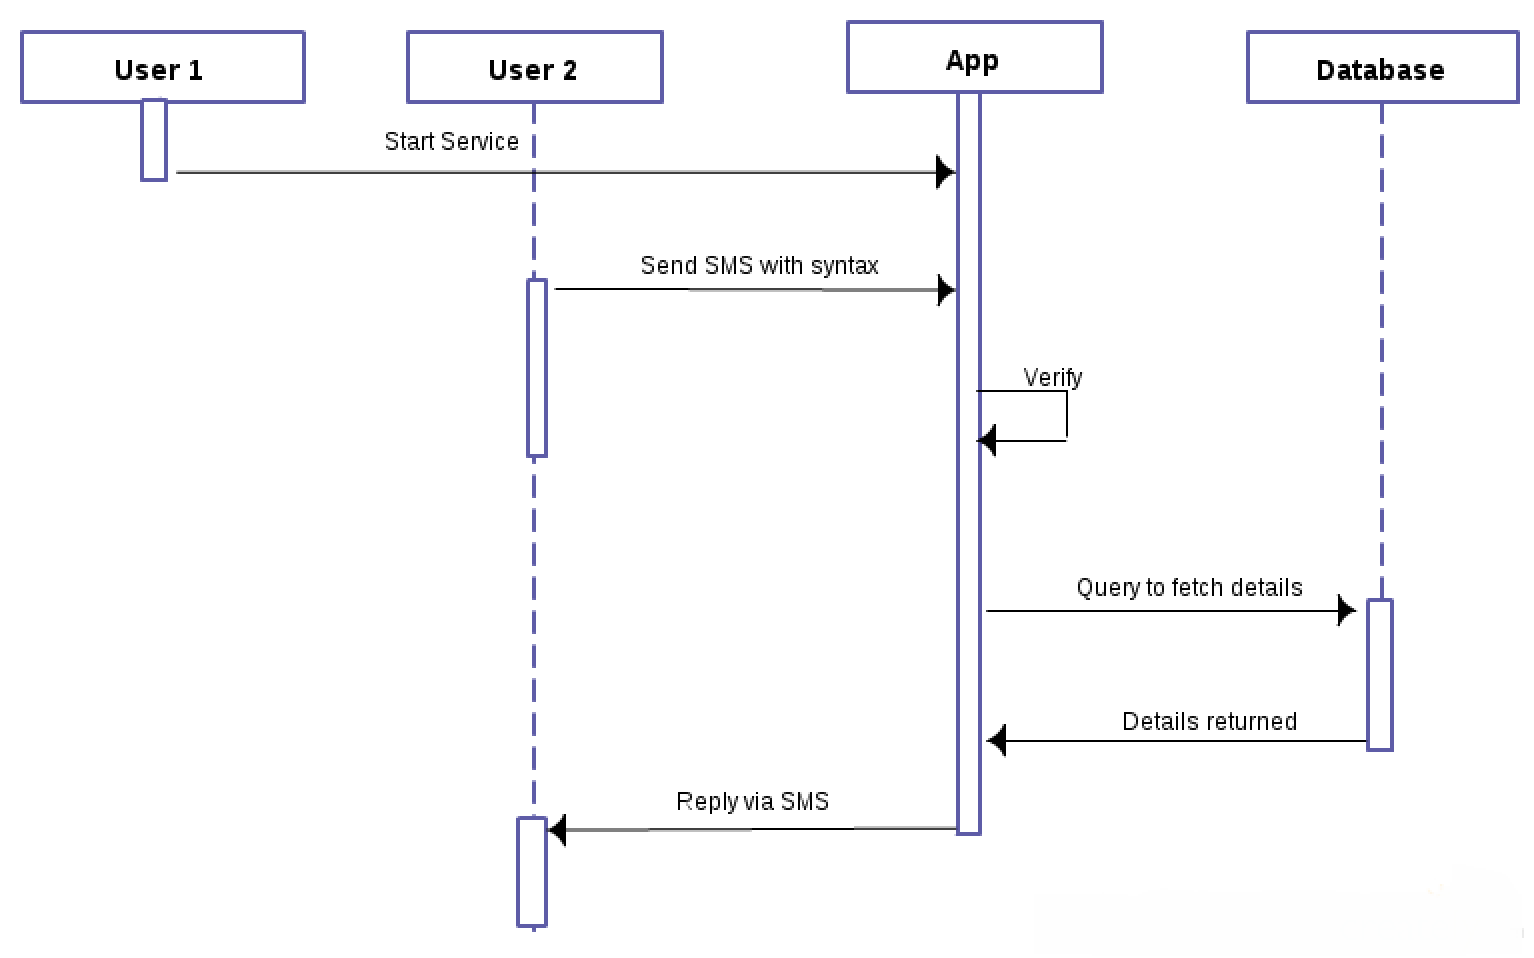 User 1
User 2
App
Database
Start Service
Send SMS with syntax
Verify
Query to fetch details
Details returned
Reply via SMS